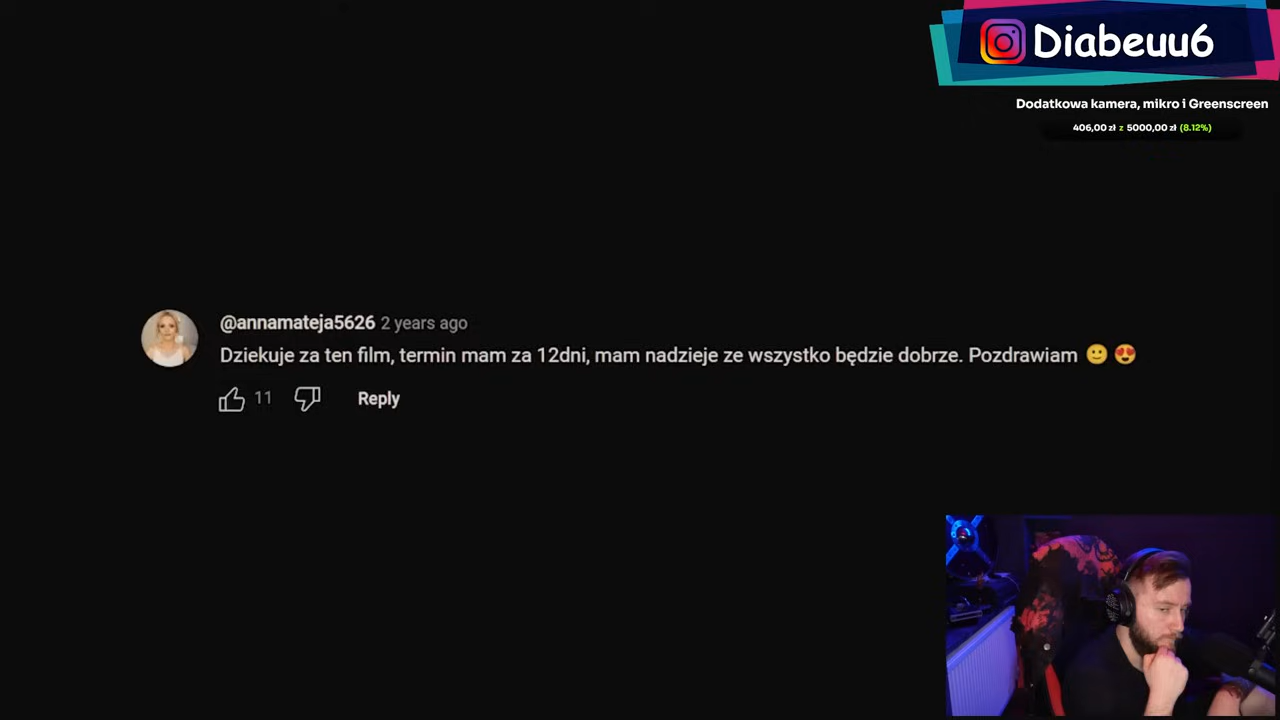 Diabeuu6
Dodatkowa kamera, mikro i Greenscreen
406,00 zł z 5000,00 zł (8.12%)
@annamateja5626 2 years ago
Dziekuje za ten film, termin mam za 12dni, mam nadzieje ze wszystko będzie dobrze. Pozdrawiam 🙂 😍
11 Reply